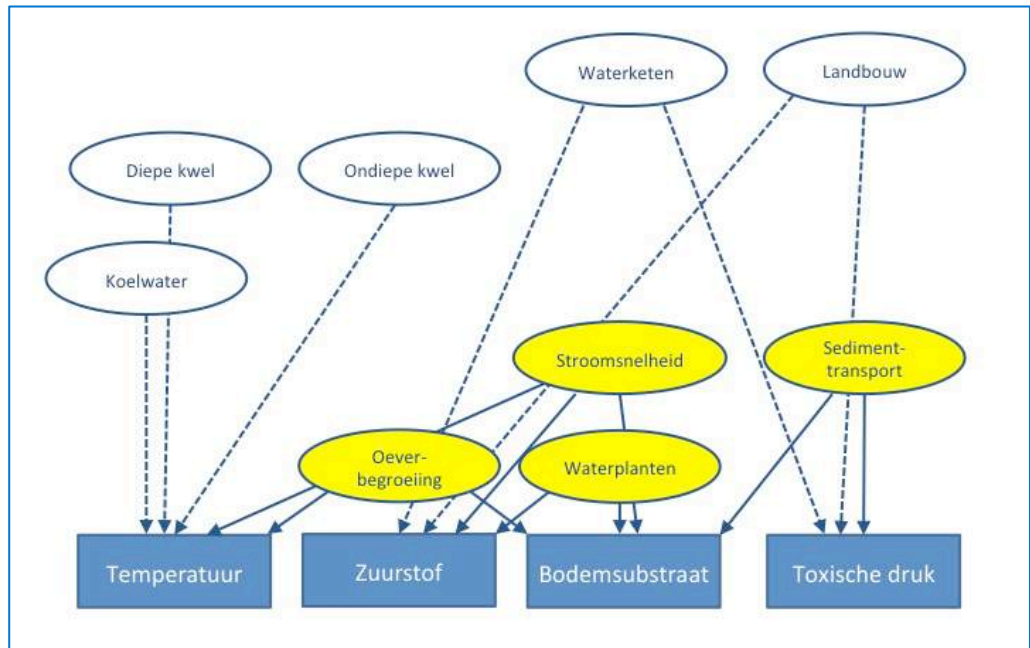 Waterketen
Landbouw
Diepe kwel
Ondiepe kwel
Koelwater
Stroomsnelheid
Sediment-
transport
Oever-
begroeiing
Waterplanten
Temperatuur
Zuurstof
Bodemsubstraat
Toxische druk